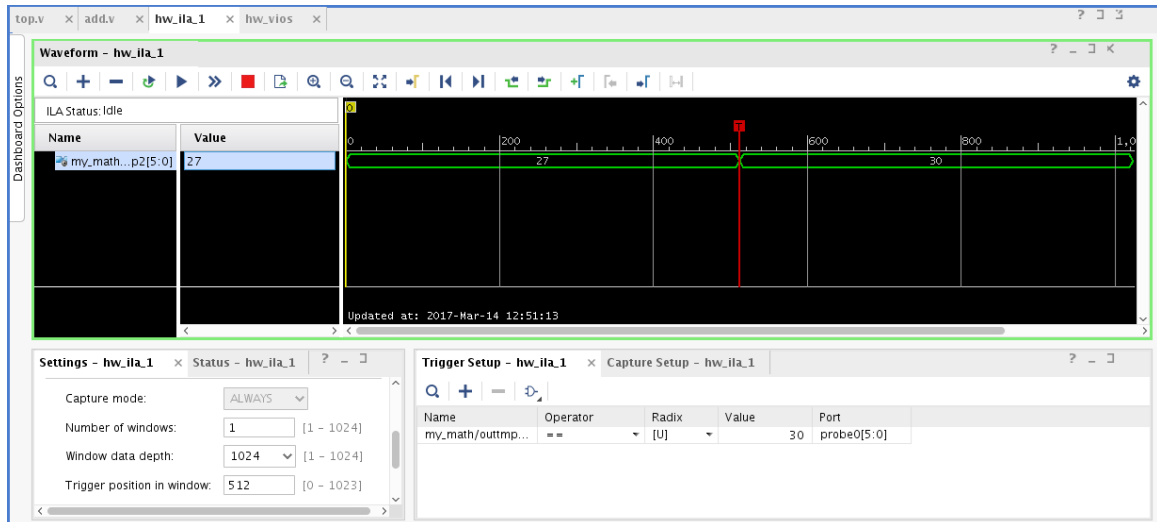 top.v × add.v × hw_ila_1 × hw_vios ×
Dashboard Options
Waveform - hw_ila_1
ILA Status: Idle
Name Value
my_math...p2[5:0] 27
0
0 200 400 T 600 800 1,0
27 30
Updated at: 2017-Mar-14 12:51:13
Settings - hw_ila_1 × Status - hw_ila_1
Capture mode: ALWAYS
Number of windows: 1 [1 - 1024]
Window data depth: 1024 [1 - 1024]
Trigger position in window: 512 [0 - 1023]
Trigger Setup - hw_ila_1 × Capture Setup - hw_ila_1
Name Operator Radix Value Port
my_math/outtmp... == [U] 30 probe0[5:0]